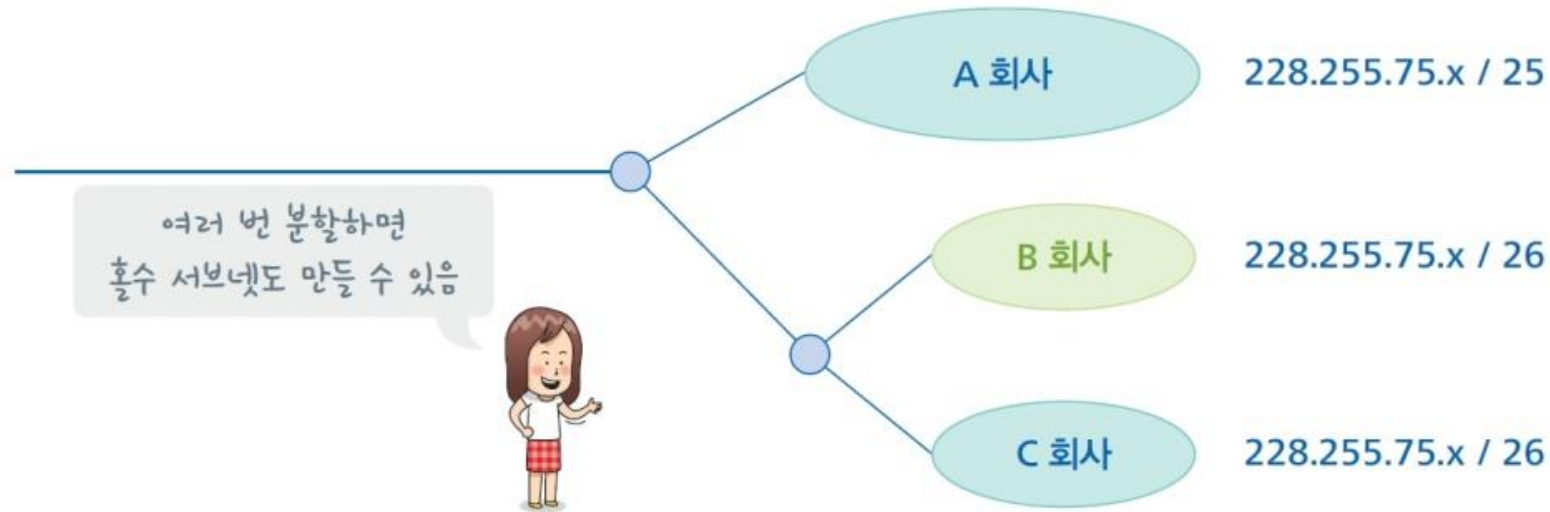 A 회사
228.255.75.x / 25
여러 번 분할하면
홀수 서브넷도 만들 수 있음
B 회사
228.255.75.x / 26
C 회사
228.255.75.x / 26